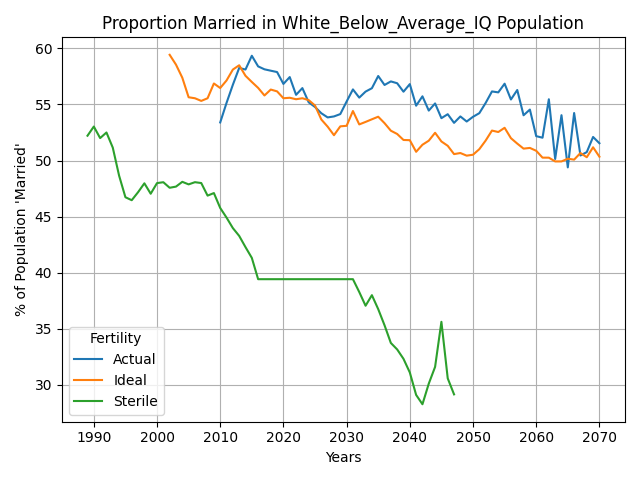 Proportion Married in White_Below_Average_IQ Population
% of Population 'Married'
60
55
50
45
40
35
30
Fertility
Actual
Ideal
Sterile
1990 2000 2010 2020 2030 2040 2050 2060 2070
Years